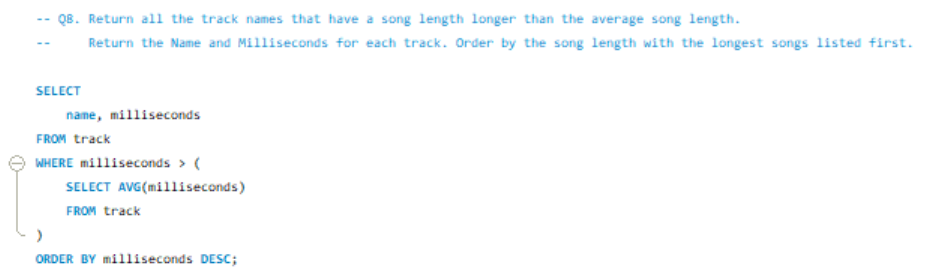 -- Q8. Return all the track names that have a song length longer than the average song length.
--     Return the Name and Milliseconds for each track. Order by the song length with the longest songs listed first.
SELECT
    name, milliseconds
FROM track
WHERE milliseconds > (
    SELECT AVG(milliseconds)
    FROM track
)
ORDER BY milliseconds DESC;